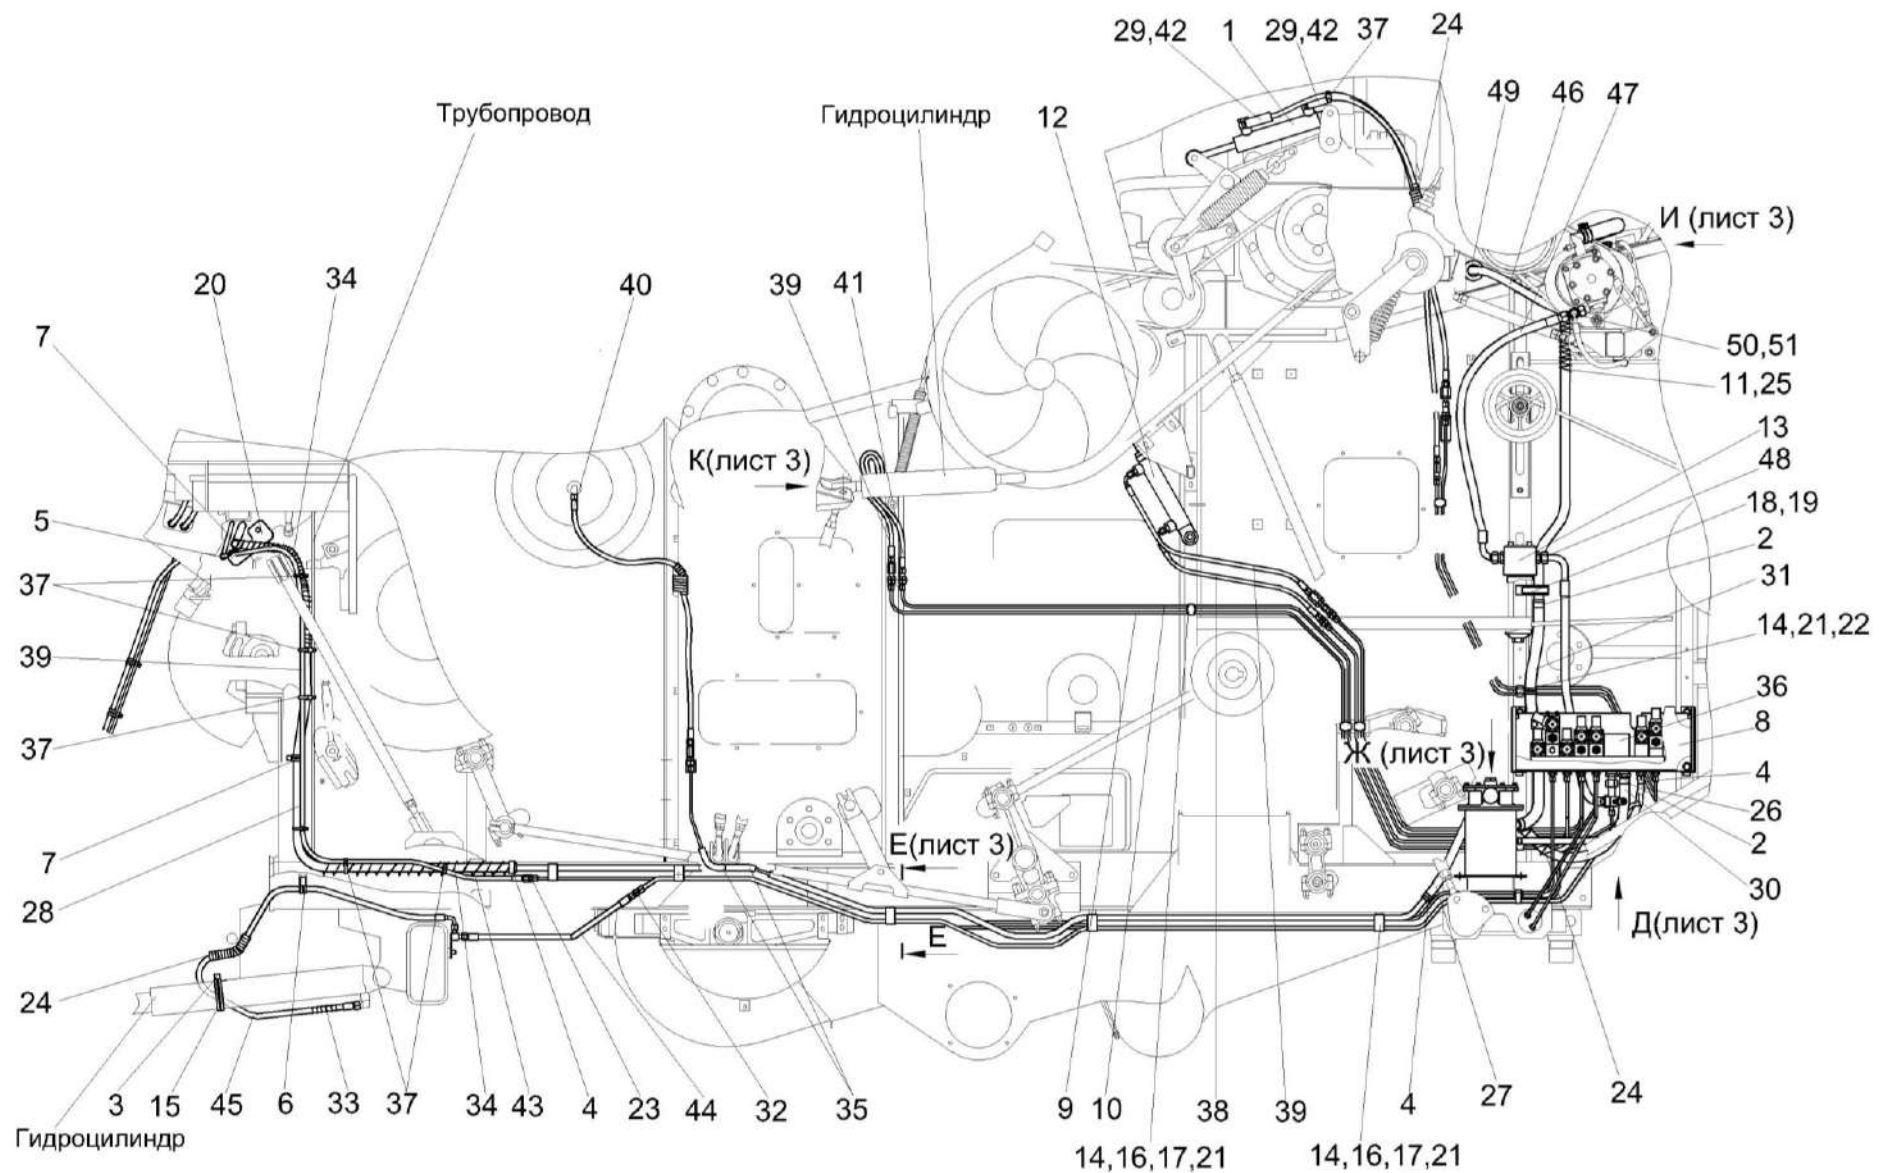 29,42 1 29,42 37 24
49 46 47
Трубопровод Гидроцилиндр 12
И (лист 3)
20 34 40 39 41
7
50,51
11,25
13
К(лист 3)
48
18,19
5
2
37
31
14,21,22
39
36
8
37
Ж (лист 3)
4
26
7
2
Е(лист 3)
30
28
Е
Д(лист 3)
24
3 15 45 6 33 37 34 43 4 23 44 32 35 9 10 38 39 4 27 24
Гидроцилиндр
14,16,17,21 14,16,17,21